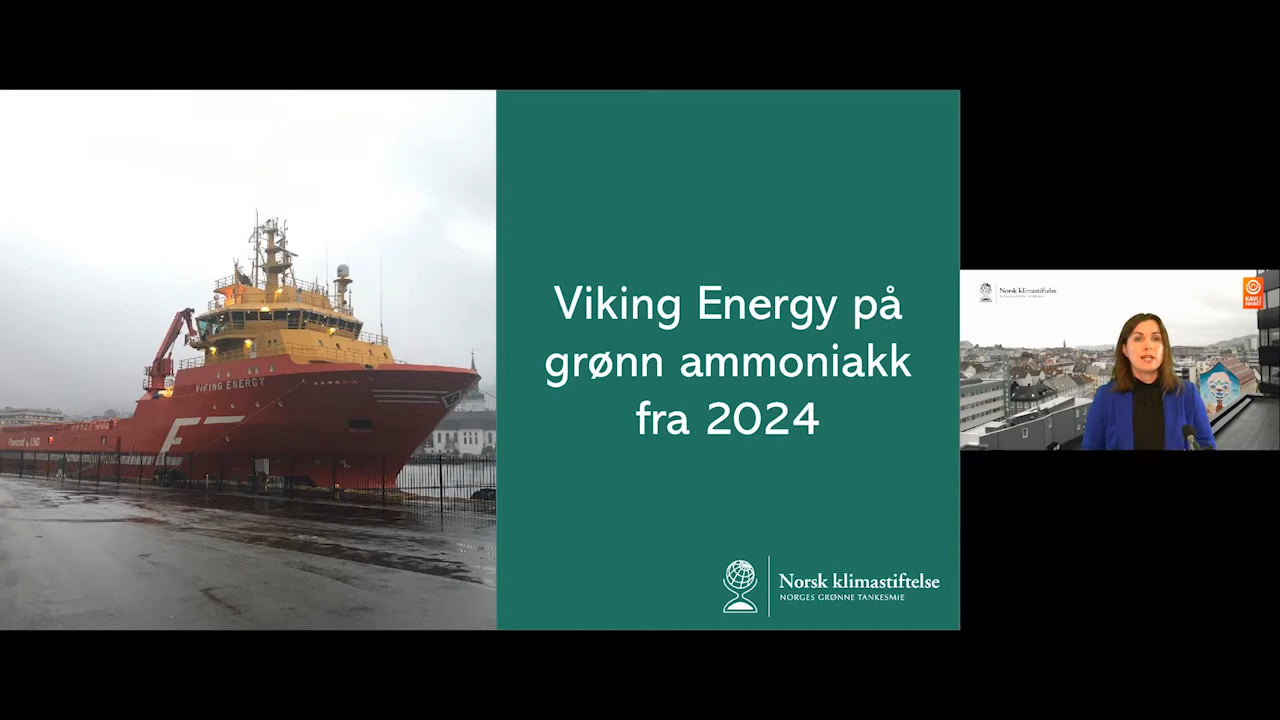 Viking Energy på
grønn ammoniakk
fra 2024
VIKING ENERGY
Norsk klimastiftelse
NORGES GRØNNE TANKESMIE
Norsk klimastiftelse